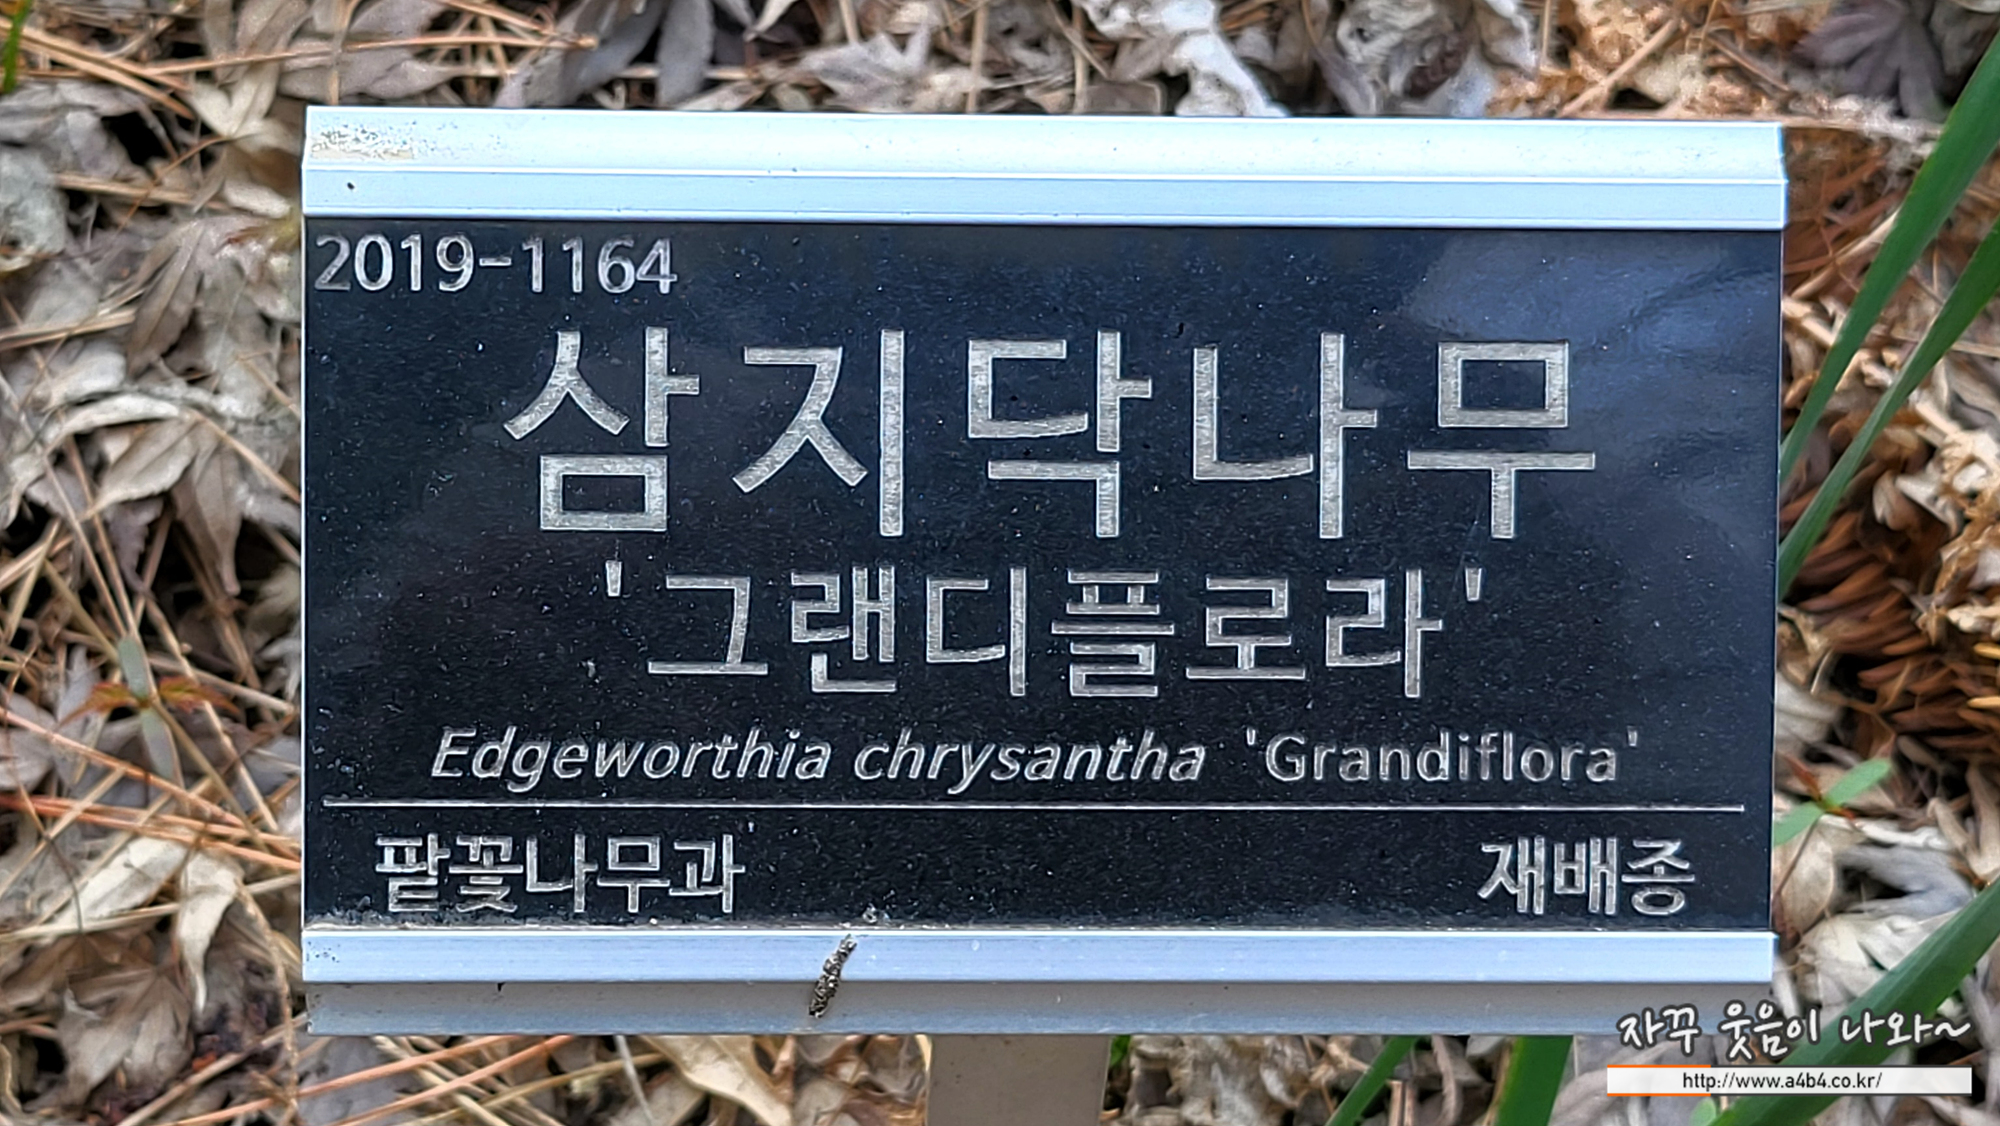 2019-1164
삼지닥나무
'그랜디플로라'
Edgeworthia chrysantha 'Grandiflora'
팥꽃나무과 재배종
자꾸 웃음이 나와~
http://www.a4b4.co.kr/